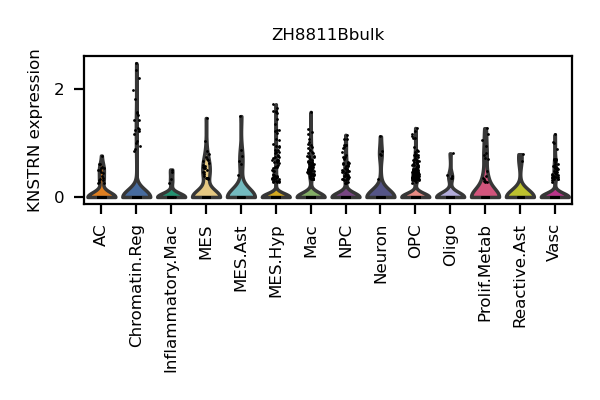 ZH8811Bbulk
KNSTRN expression
2
0
AC
Chromatin.Reg
Inflammatory.Mac
MES
MES.Ast
MES.Hyp
Mac
NPC
Neuron
OPC
Oligo
Prolif.Metab
Reactive.Ast
Vasc